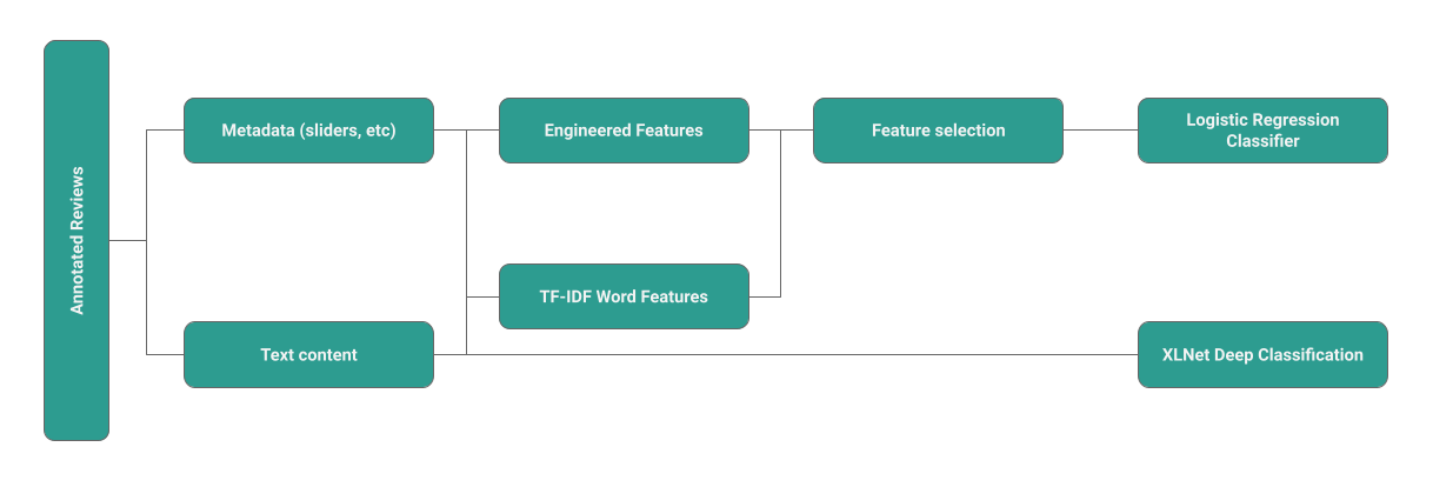 Annotated Reviews
Metadata (sliders, etc)
Engineered Features
Feature selection
Logistic Regression
Classifier
TF-IDF Word Features
Text content
XLNet Deep Classification